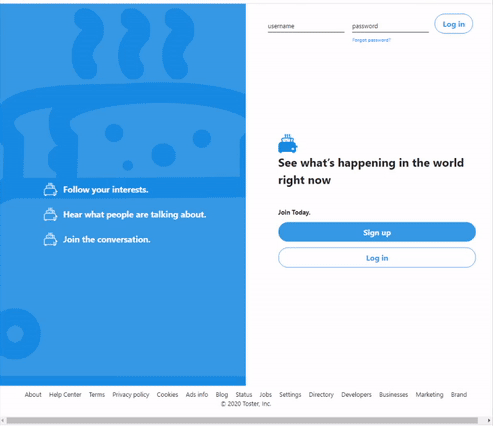 username
password
Log in
Forgot password?
See what's happening in the world
right now
Follow your interests.
Hear what people are talking about.
Join the conversation.
Join Today.
Sign up
Log in
About Help Center Terms Privacy policy Cookies Ads info Blog Status Jobs Settings Directory Developers Businesses Marketing Brand
© 2020 Toster, Inc.